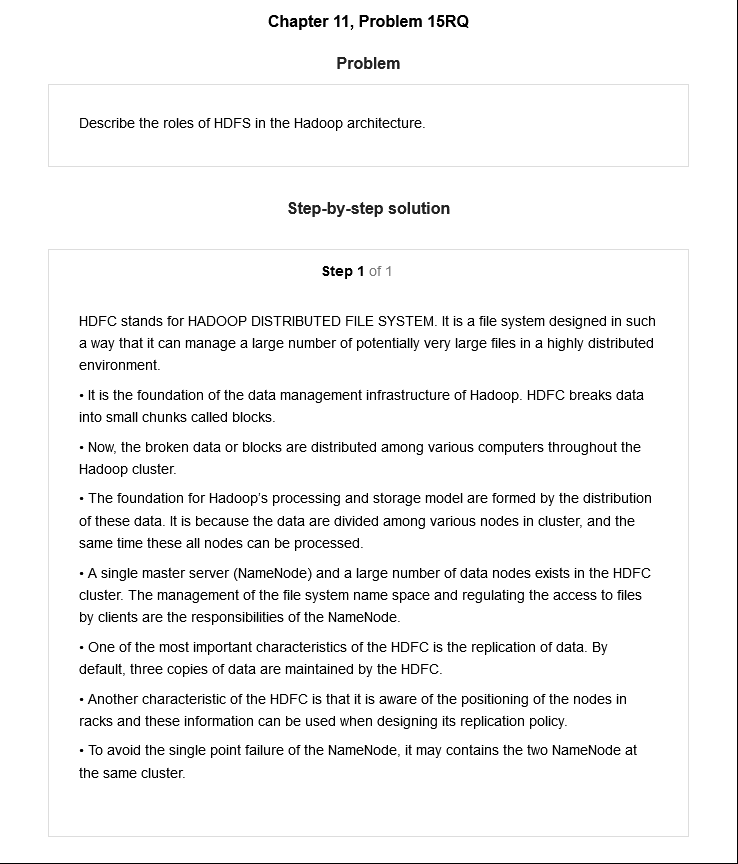 Chapter 11, Problem 15RQ
Problem
Describe the roles of HDFS in the Hadoop architecture.
Step-by-step solution
Step 1 of 1
HDFC stands for HADOOP DISTRIBUTED FILE SYSTEM. It is a file system designed in such
a way that it can manage a large number of potentially very large files in a highly distributed
environment.
• It is the foundation of the data management infrastructure of Hadoop. HDFC breaks data
into small chunks called blocks.
• Now, the broken data or blocks are distributed among various computers throughout the
Hadoop cluster.
• The foundation for Hadoop's processing and storage model are formed by the distribution
of these data. It is because the data are divided among various nodes in cluster, and the
same time these all nodes can be processed.
• A single master server (NameNode) and a large number of data nodes exists in the HDFC
cluster. The management of the file system name space and regulating the access to files
by clients are the responsibilities of the NameNode.
• One of the most important characteristics of the HDFC is the replication of data. By
default, three copies of data are maintained by the HDFC.
• Another characteristic of the HDFC is that it is aware of the positioning of the nodes in
racks and these information can be used when designing its replication policy.
• To avoid the single point failure of the NameNode, it may contains the two NameNode at
the same cluster.